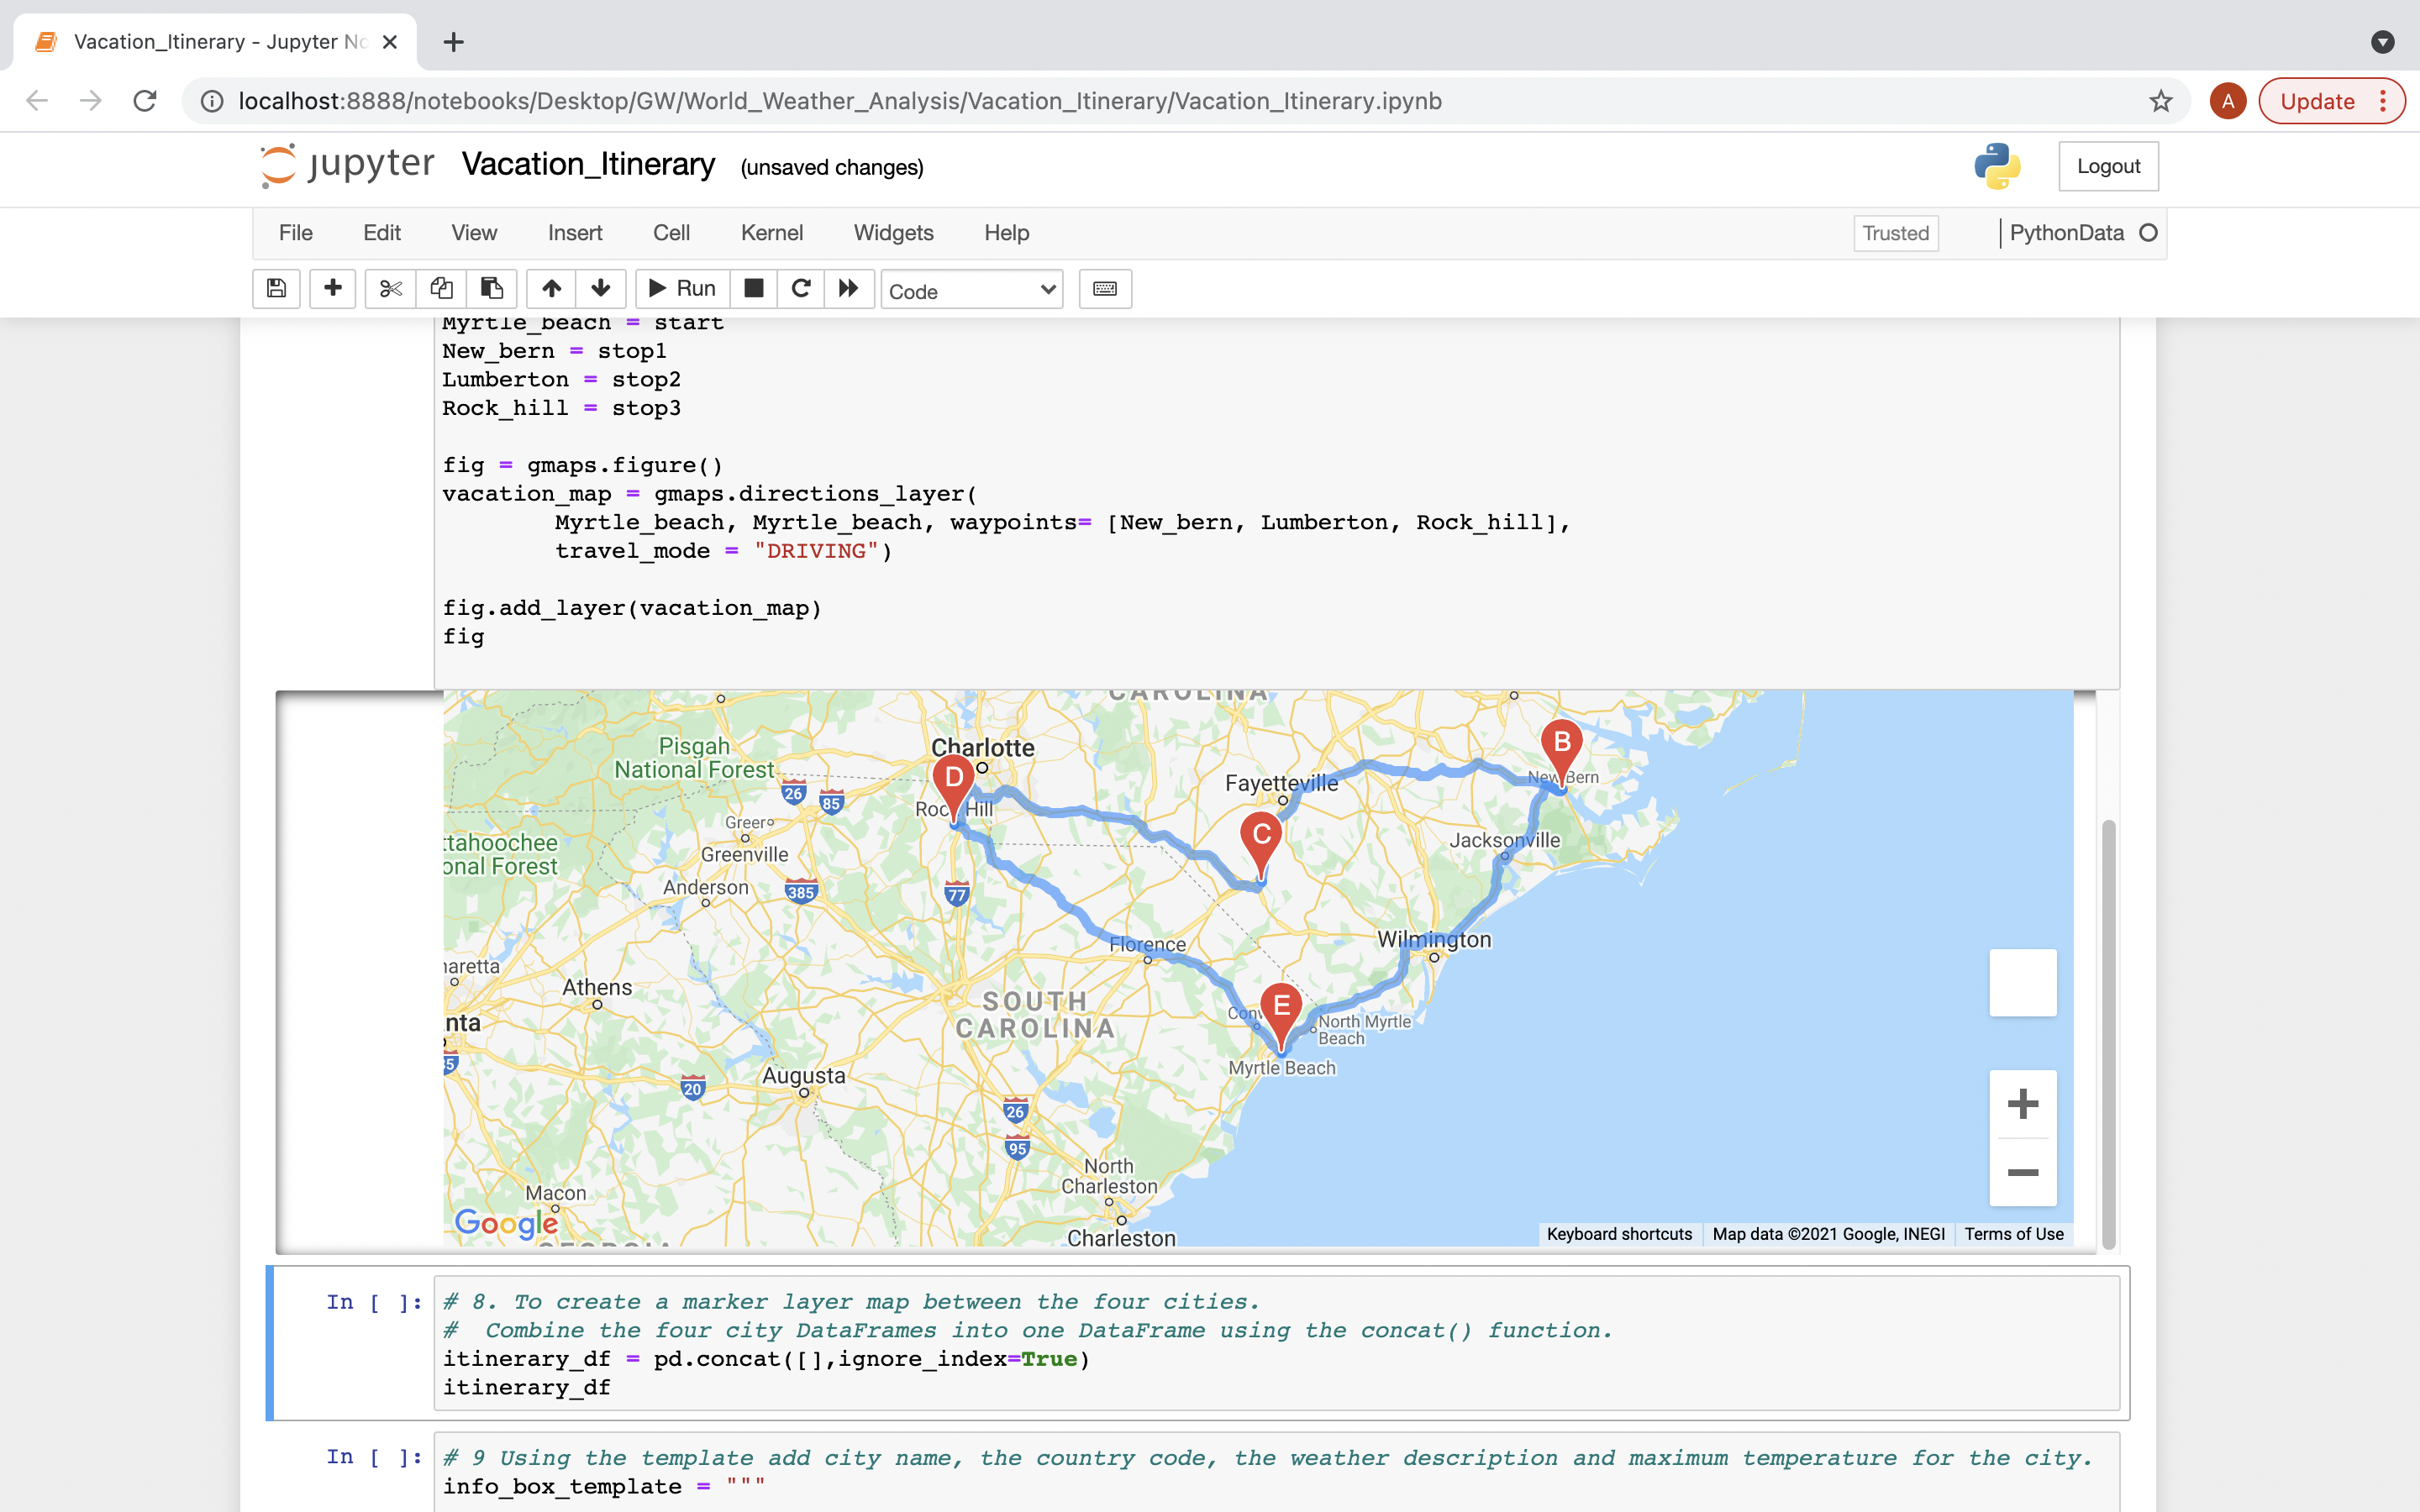 Vacation_Itinerary - Jupyter No
localhost:8888/notebooks/Desktop/GW/World_Weather_Analysis/Vacation_Itinerary/Vacation_Itinerary.ipynb
A
Update
jupyter Vacation_Itinerary (unsaved changes)
Logout
File Edit View Insert Cell Kernel Widgets Help
Trusted
PythonData
Run
Code
Myrtle_beach = start
New_bern = stop1
Lumberton = stop2
Rock_hill = stop3
fig = gmaps.figure()
vacation_map = gmaps.directions_layer(
Myrtle_beach, Myrtle_beach, waypoints= [New_bern, Lumberton, Rock_hill],
travel_mode = "DRIVING")
fig.add_layer(vacation_map)
fig
CAROLINA
Pisgah
National Forest
Charlotte
B
D
New Bern
26
85
Fayetteville
Rock Hill
Greer
C
ttahoochee
onal Forest
Greenville
Jacksonville
Anderson
385
77
Florence
Wilmington
haretta
Athens
SOUTH
CAROLINA
E
Conw
North Myrtle
Beach
nta
Myrtle Beach
85
20
Augusta
26
95
North
Charleston
Macon
Google
GEORGIA
Charleston
Keyboard shortcuts
Map data ©2021 Google, INEGI
Terms of Use
In [ ]:
# 8. To create a marker layer map between the four cities.
# Combine the four city DataFrames into one DataFrame using the concat() function.
itinerary_df = pd.concat([],ignore_index=True)
itinerary_df
In [ ]:
# 9 Using the template add city name, the country code, the weather description and maximum temperature for the city.
info_box_template = """